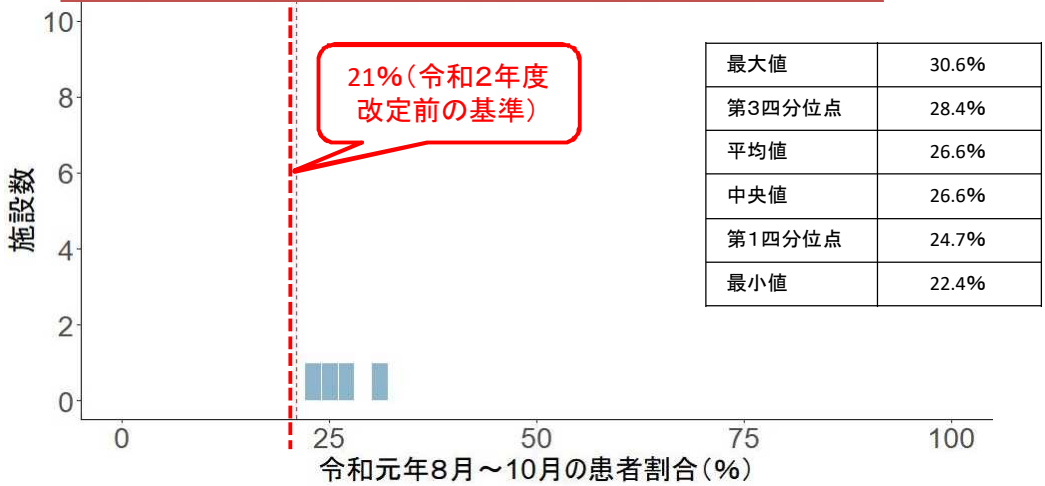 10
8
6
4
2
0
施設数
21%(令和2年度
改定前の基準)
最大値 30.6%
第3四分位点 28.4%
平均値 26.6%
中央値 26.6%
第1四分位点 24.7%
最小値 22.4%
0 25 50 75 100
令和元年8月～10月の患者割合(%)